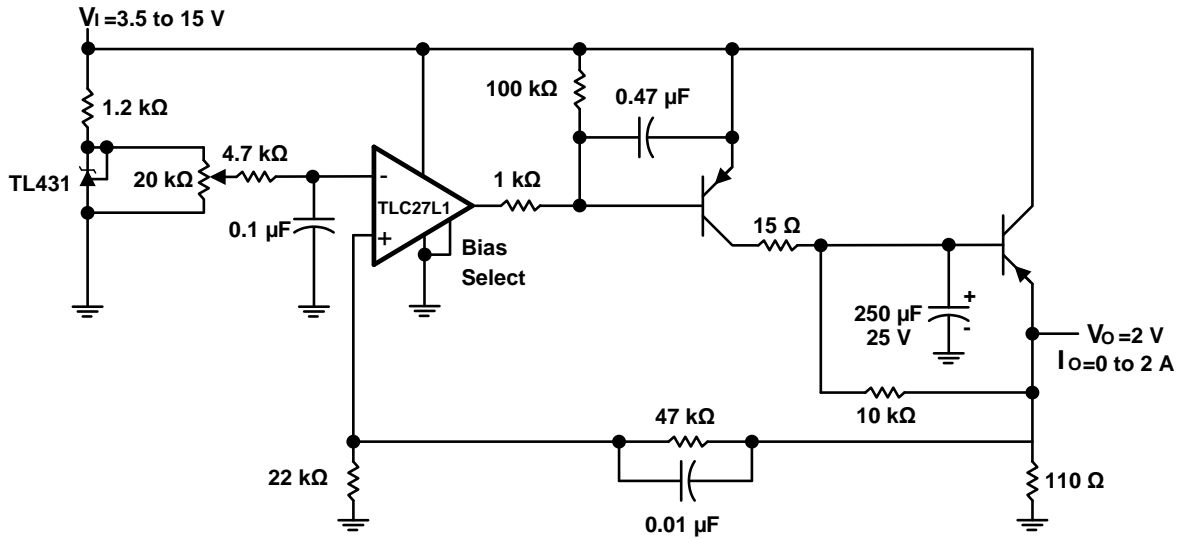 VI =3.5 to 15 V
1.2 kΩ
TL431
20 kΩ
4.7 kΩ
0.1 µF
-
TLC27L1
+
Bias
Select
1 kΩ
100 kΩ
0.47 µF
15 Ω
250 µF
25 V
+
-
VO =2 V
IO=0 to 2 A
10 kΩ
47 kΩ
0.01 µF
22 kΩ
110 Ω